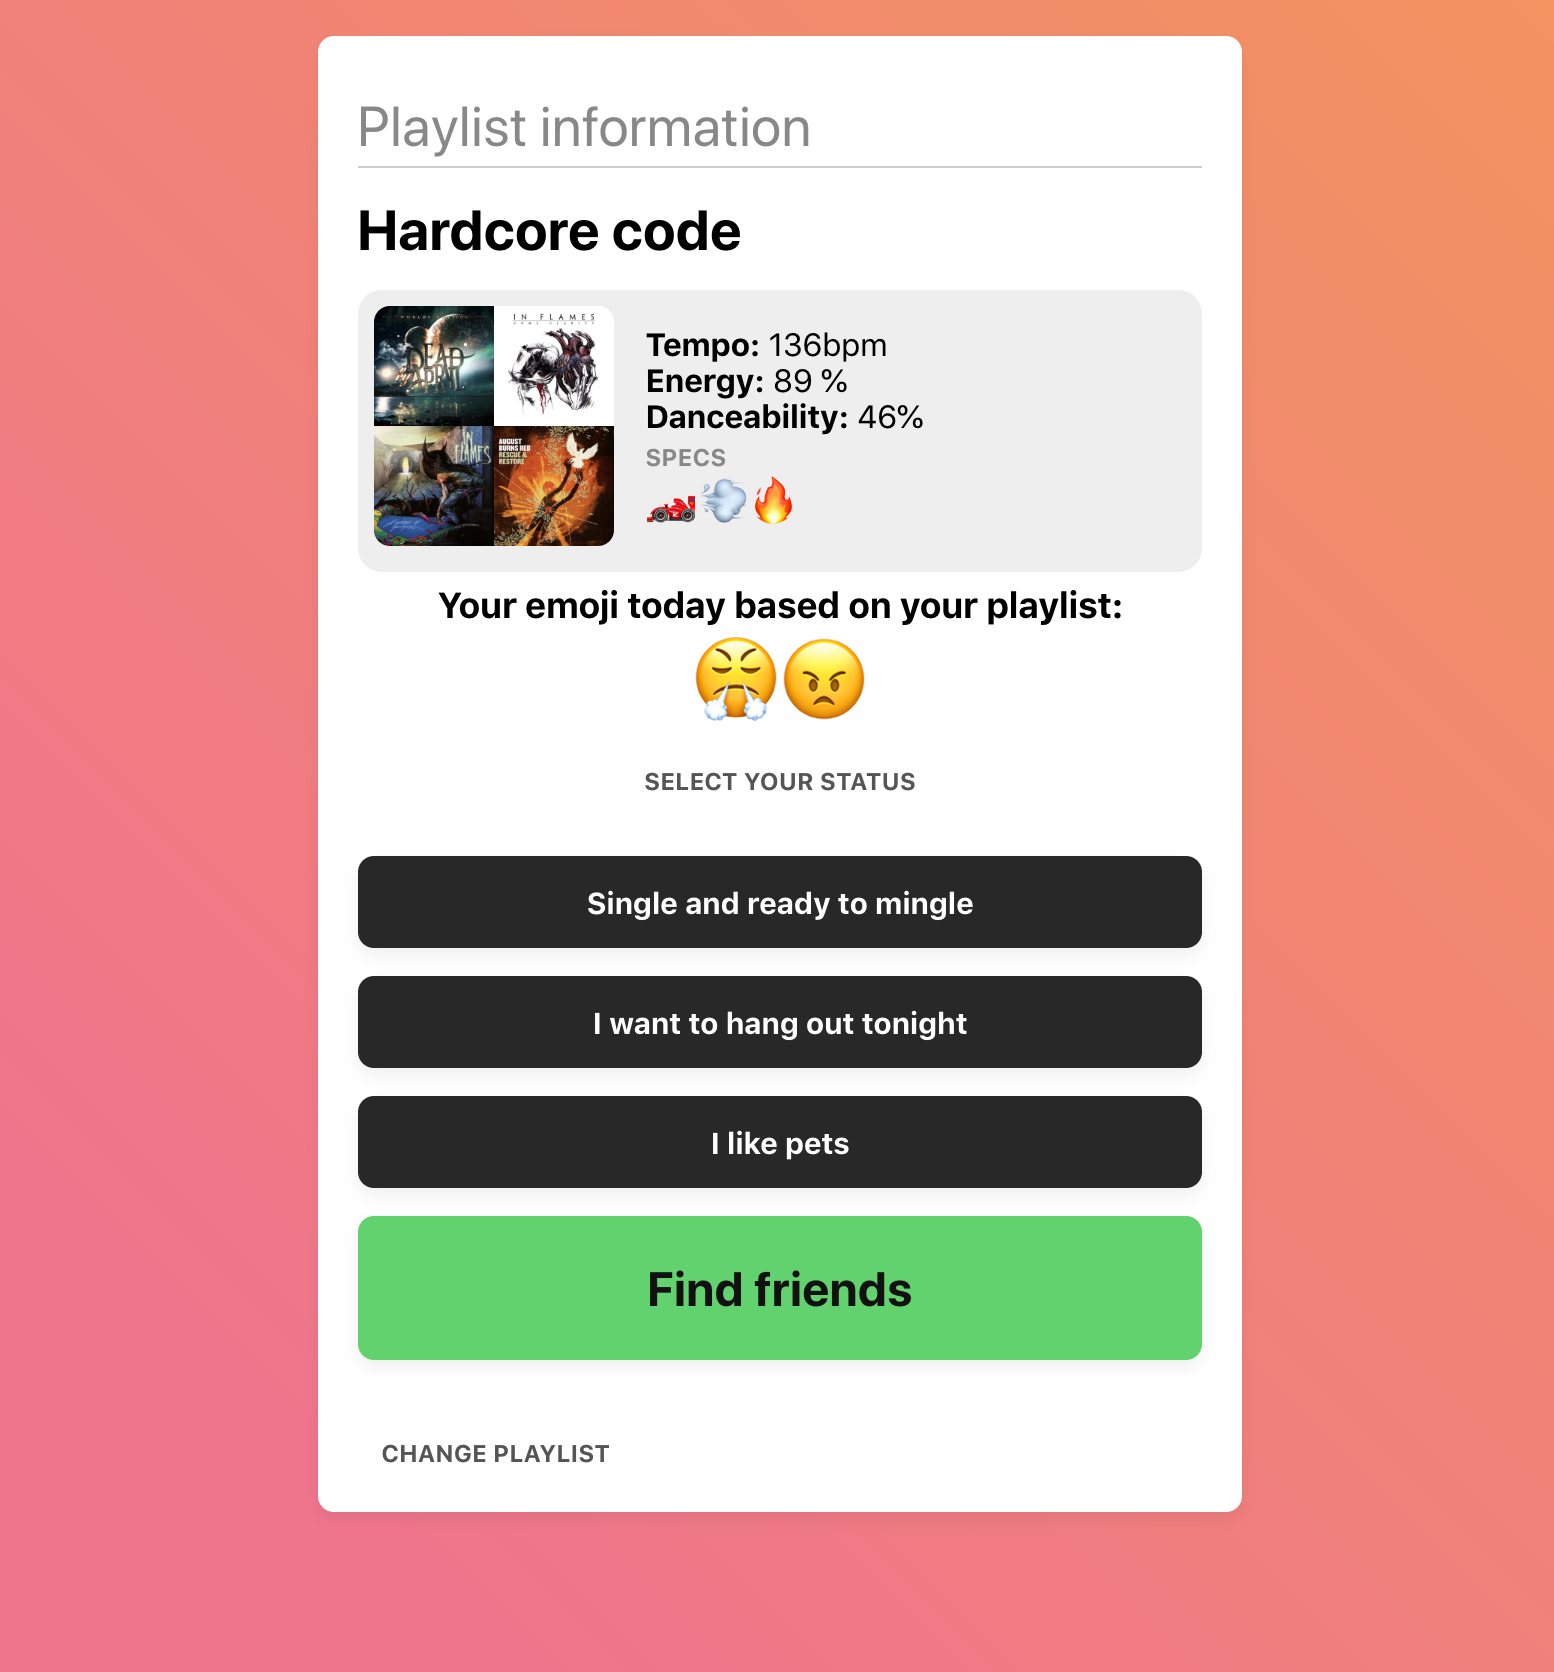 Playlist information
Hardcore code
DEAD
IN FLAMES
IN
FLAMES
AUGUST
BURNS RED
RESCUE &
RESTORE
Tempo: 136bpm
Energy: 89 %
Danceability: 46%
SPECS
Your emoji today based on your playlist:
SELECT YOUR STATUS
Single and ready to mingle
I want to hang out tonight
I like pets
Find friends
CHANGE PLAYLIST